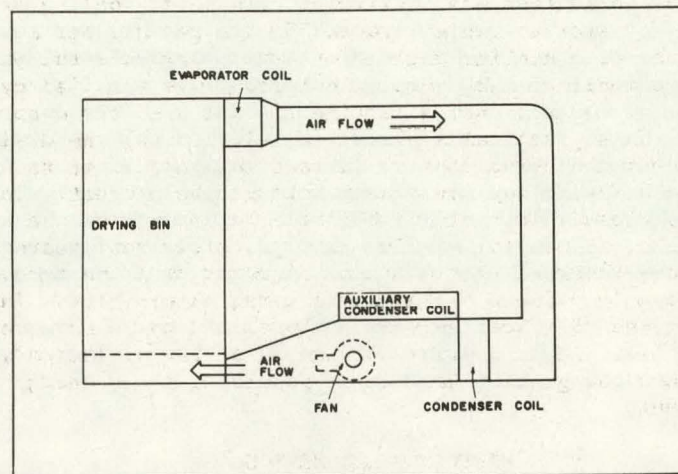 EVAPORATOR COIL
AIR FLOW
DRYING BIN
AUXILIARY
CONDENSER COIL
AIR
FLOW
FAN
CONDENSER COIL